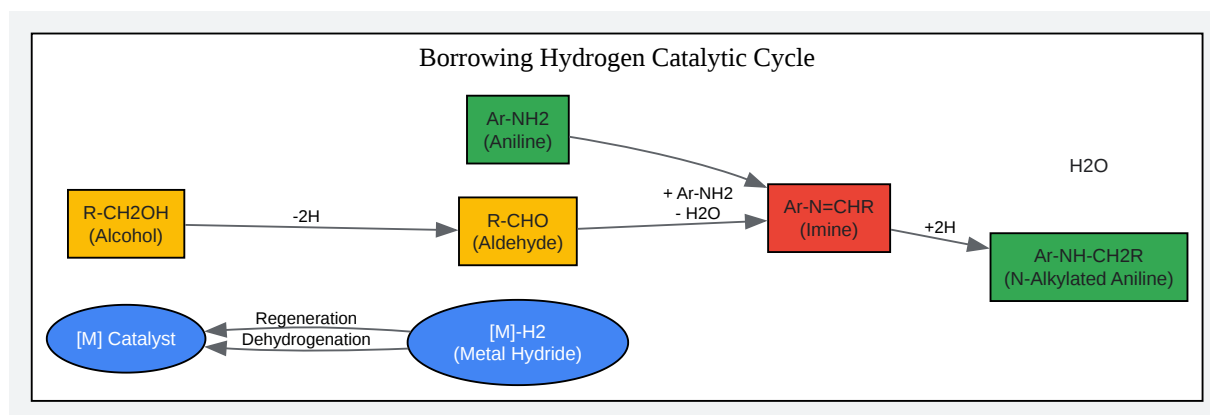 Borrowing Hydrogen Catalytic Cycle
Ar-NH2
(Aniline)
H2O
R-CH2OH
(Alcohol)
-2H
R-CHO
(Aldehyde)
+ Ar-NH2
- H2O
Ar-N=CHR
(Imine)
+2H
Ar-NH-CH2R
(N-Alkylated Aniline)
[M] Catalyst
Regeneration
Dehydrogenation
[M]-H2
(Metal Hydride)